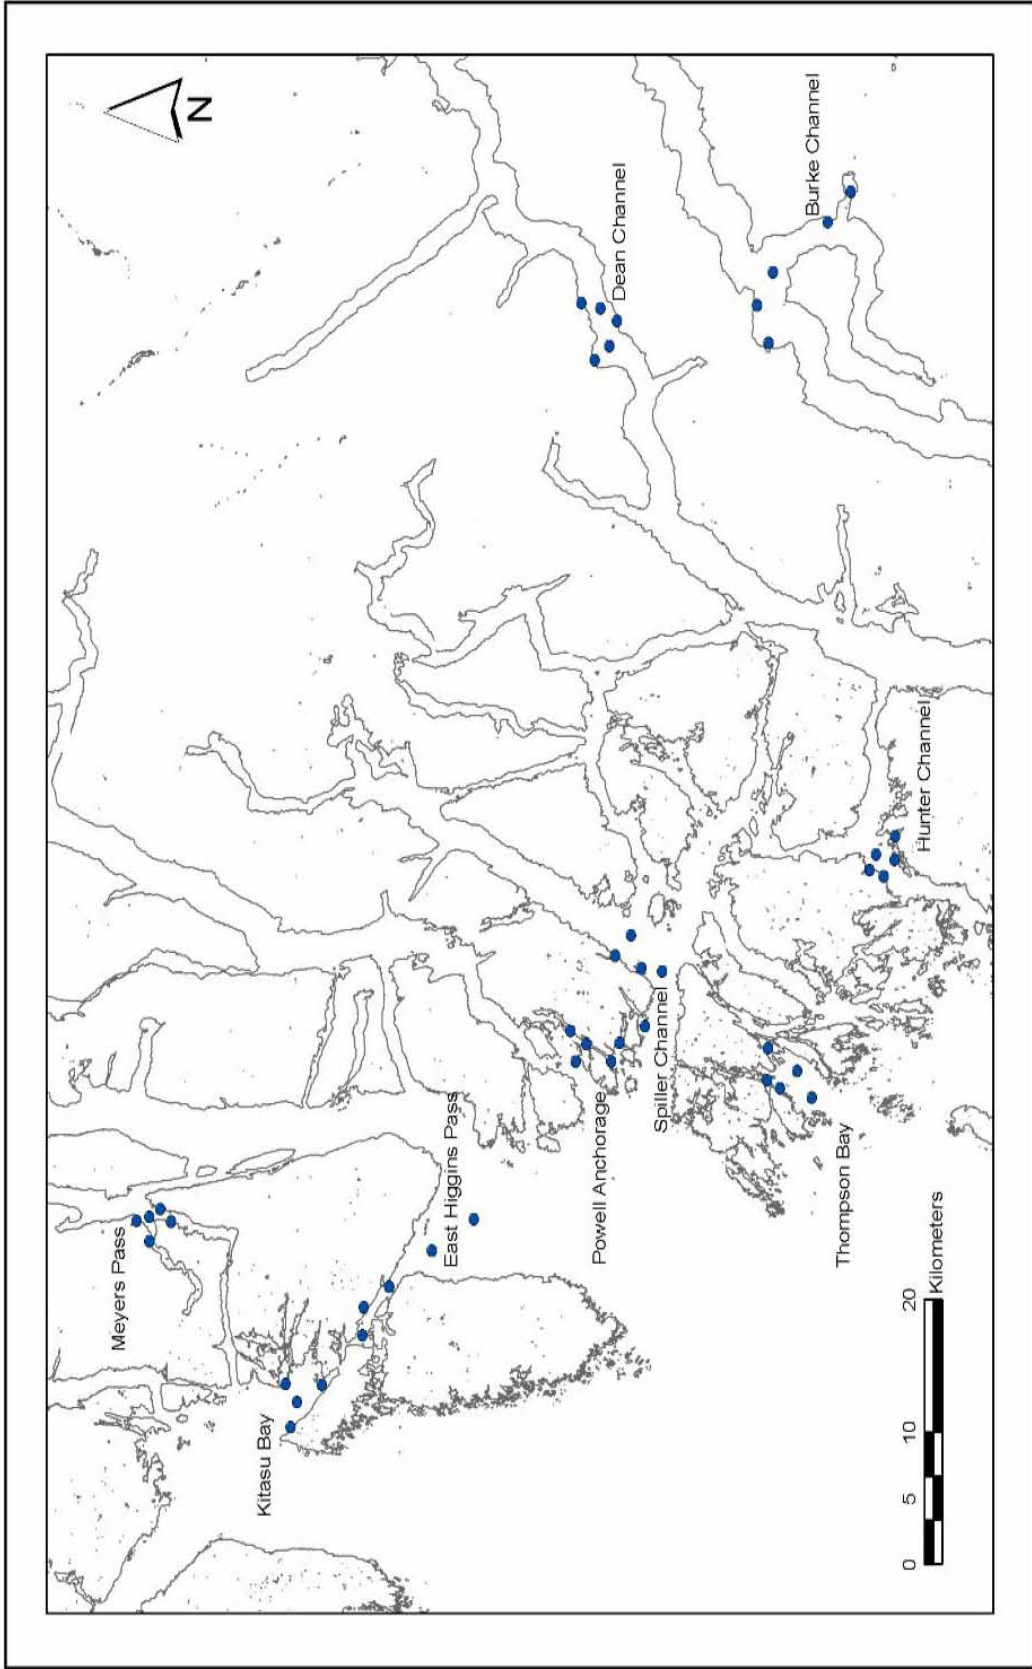 N
Meyers Pass
Kitasu Bay
East Higgins Pass
Powell Anchorage
Spiller Channel
Thompson Bay
Hunter Channel
Dean Channel
Burke Channel
0 5 10 20
Kilometers